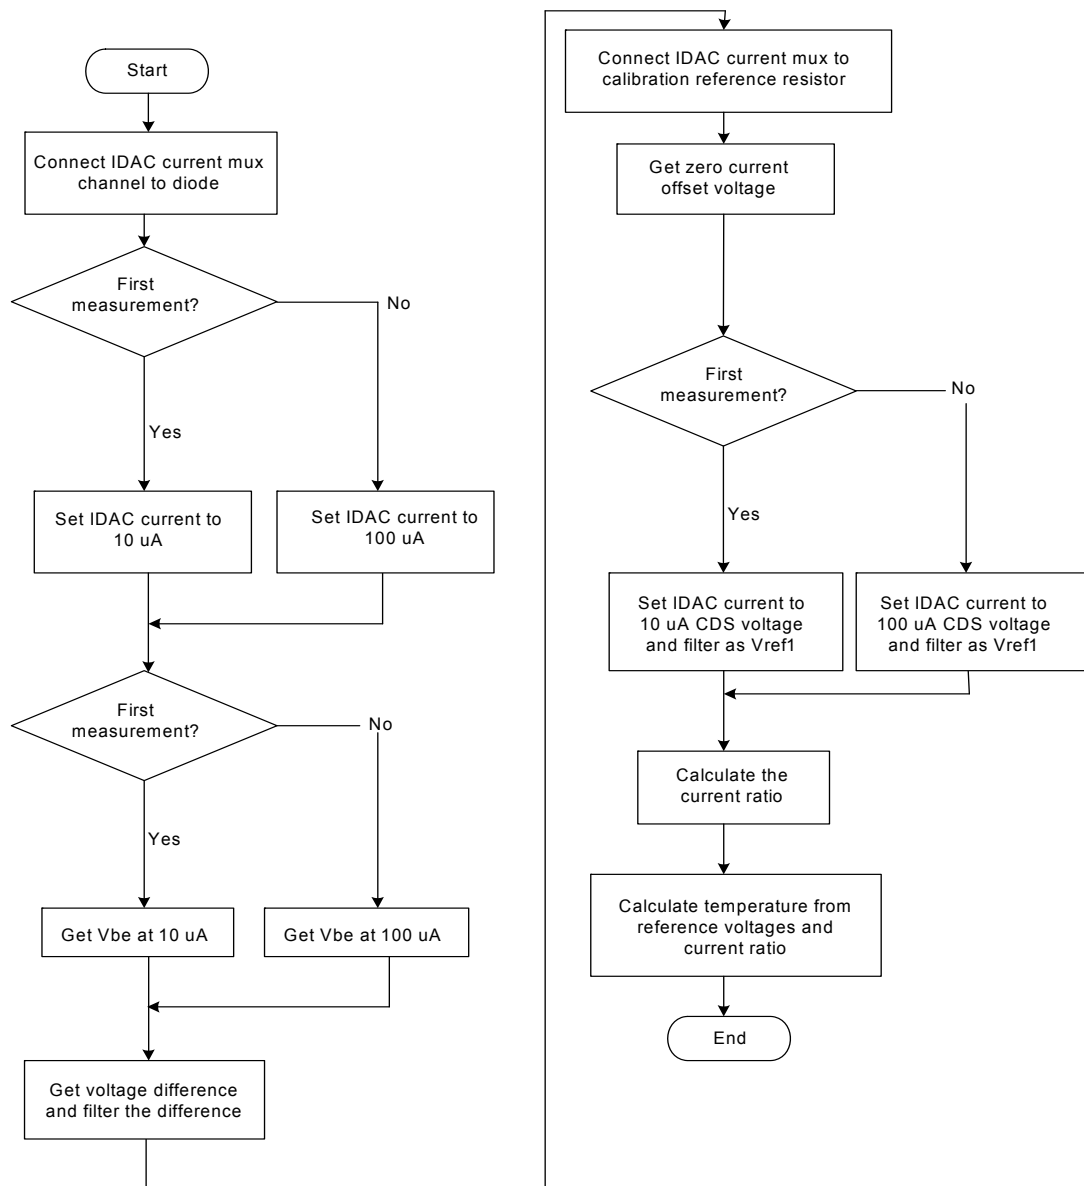 Start
Connect IDAC current mux
channel to diode
First
measurement?
No
Yes
Set IDAC current to
10 uA
Set IDAC current to
100 uA
First
measurement?
No
Yes
Get Vbe at 10 uA
Get Vbe at 100 uA
Get voltage difference
and filter the difference
Connect IDAC current mux to
calibration reference resistor
Get zero current
offset voltage
First
measurement?
No
Yes
Set IDAC current to
10 uA CDS voltage
and filter as Vref1
Set IDAC current to
100 uA CDS voltage
and filter as Vref1
Calculate the
current ratio
Calculate temperature from
reference voltages and
current ratio
End